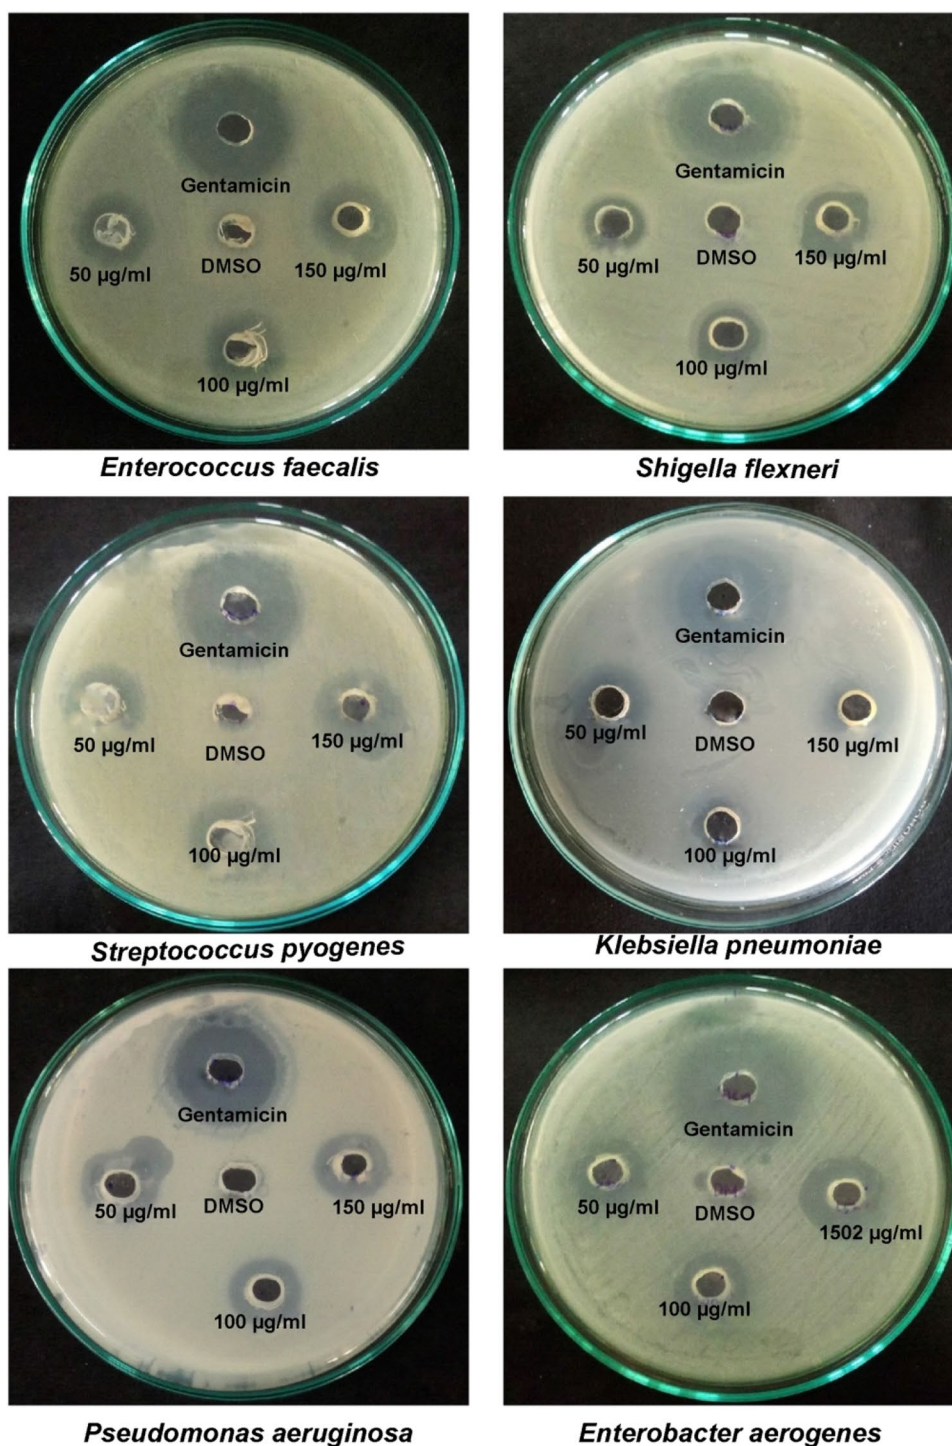 Gentamicin
50 µg/ml
DMSO
150 µg/ml
100 µg/ml
Enterococcus faecalis
Gentamicin
50 µg/ml
DMSO
150 µg/ml
100 µg/ml
Shigella flexneri
Gentamicin
50 µg/ml
DMSO
150 µg/ml
100 µg/ml
Streptococcus pyogenes
Gentamicin
50 µg/ml
DMSO
150 µg/ml
100 µg/ml
Klebsiella pneumoniae
Gentamicin
50 µg/ml
DMSO
150 µg/ml
100 µg/ml
Pseudomonas aeruginosa
Gentamicin
50 µg/ml
DMSO
1502 µg/ml
100 µg/ml
Enterobacter aerogenes